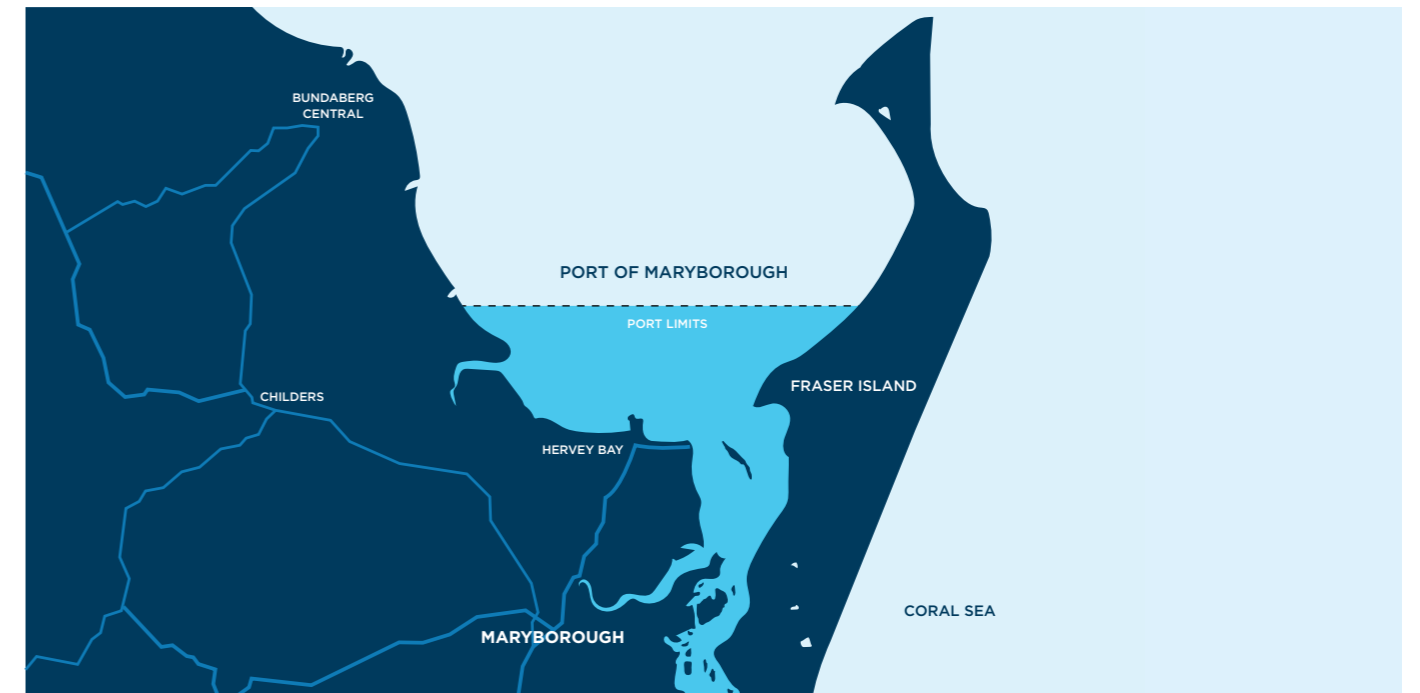 BUNDABERG
CENTRAL
PORT OF MARYBOROUGH
PORT LIMITS
FRASER ISLAND
CHILDERS
HERVEY BAY
CORAL SEA
MARYBOROUGH